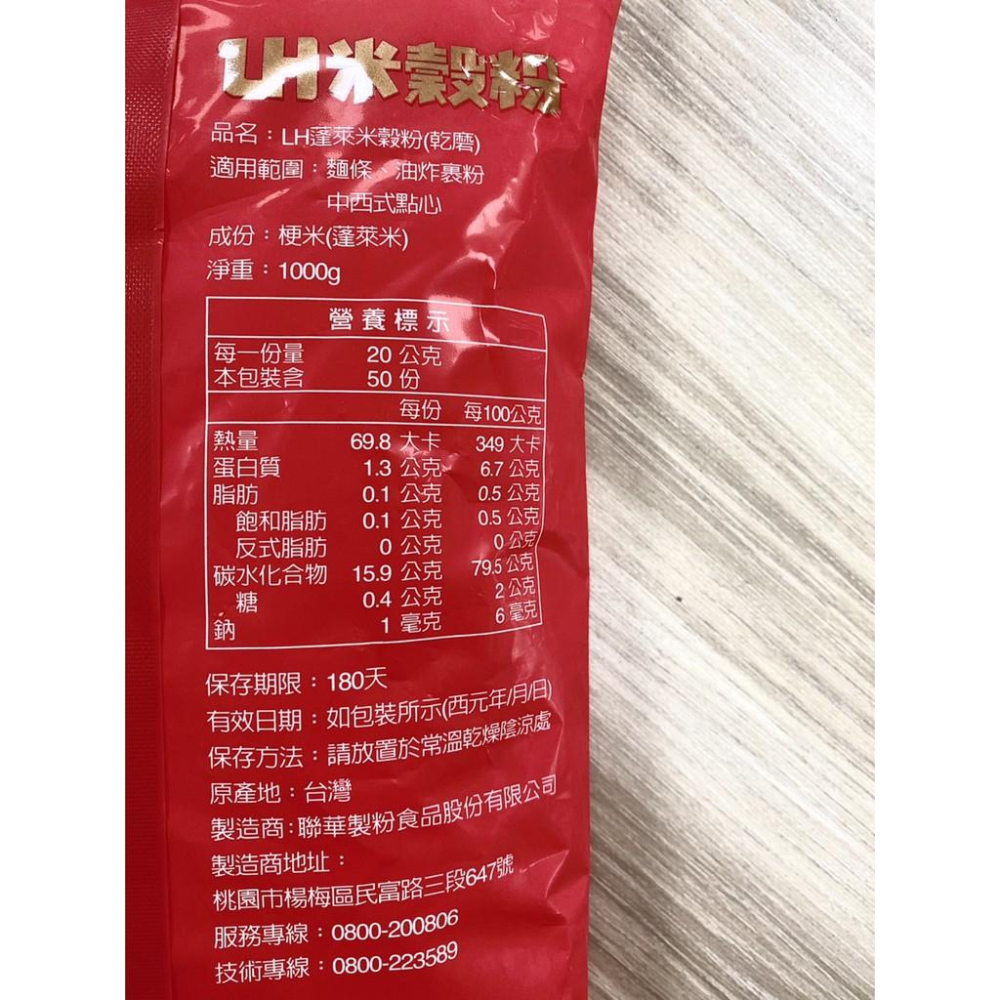 LH米穀粉
品名：LH蓬萊米穀粉(乾磨)
適用範圍：麵條、油炸裹粉
中西式點心
成份：梗米(蓬萊米)
淨重：1000g
營養標示
每一份量 20 公克
本包裝含 50 份
每份 每100公克
熱量 69.8 大卡 349 大卡
蛋白質 1.3 公克 6.7 公克
脂肪 0.1 公克 0.5 公克
飽和脂肪 0.1 公克 0.5 公克
反式脂肪 0 公克 0 公克
碳水化合物 15.9 公克 79.5 公克
糖 0.4 公克 2 公克
鈉 1 毫克 6 毫克
保存期限：180天
有效日期：如包裝所示(西元年/月/日)
保存方法：請放置於常溫乾燥陰涼處
原產地：台灣
製造商：聯華製粉食品股份有限公司
製造商地址：
桃園市楊梅區民富路三段647號
服務專線：0800-200806
技術專線：0800-223589